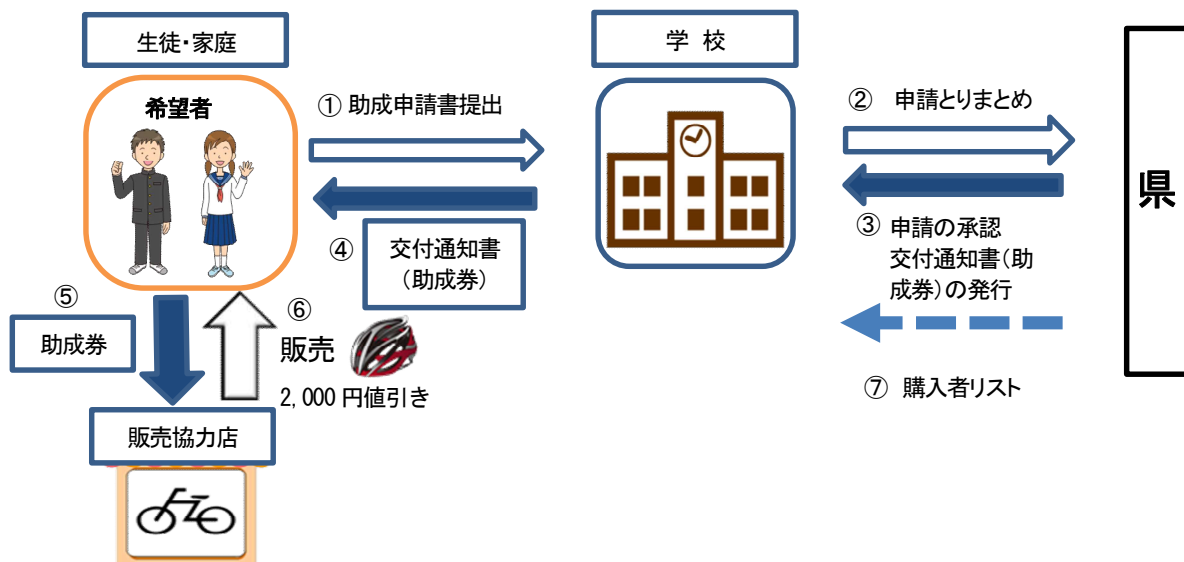 生徒・家庭
学 校
希望者
① 助成申請書提出
② 申請とりまとめ
県
③ 申請の承認
交付通知書(助
成券)の発行
④ 交付通知書
(助成券)
⑤
助成券
⑥
販売
2,000 円値引き
⑦ 購入者リスト
販売協力店